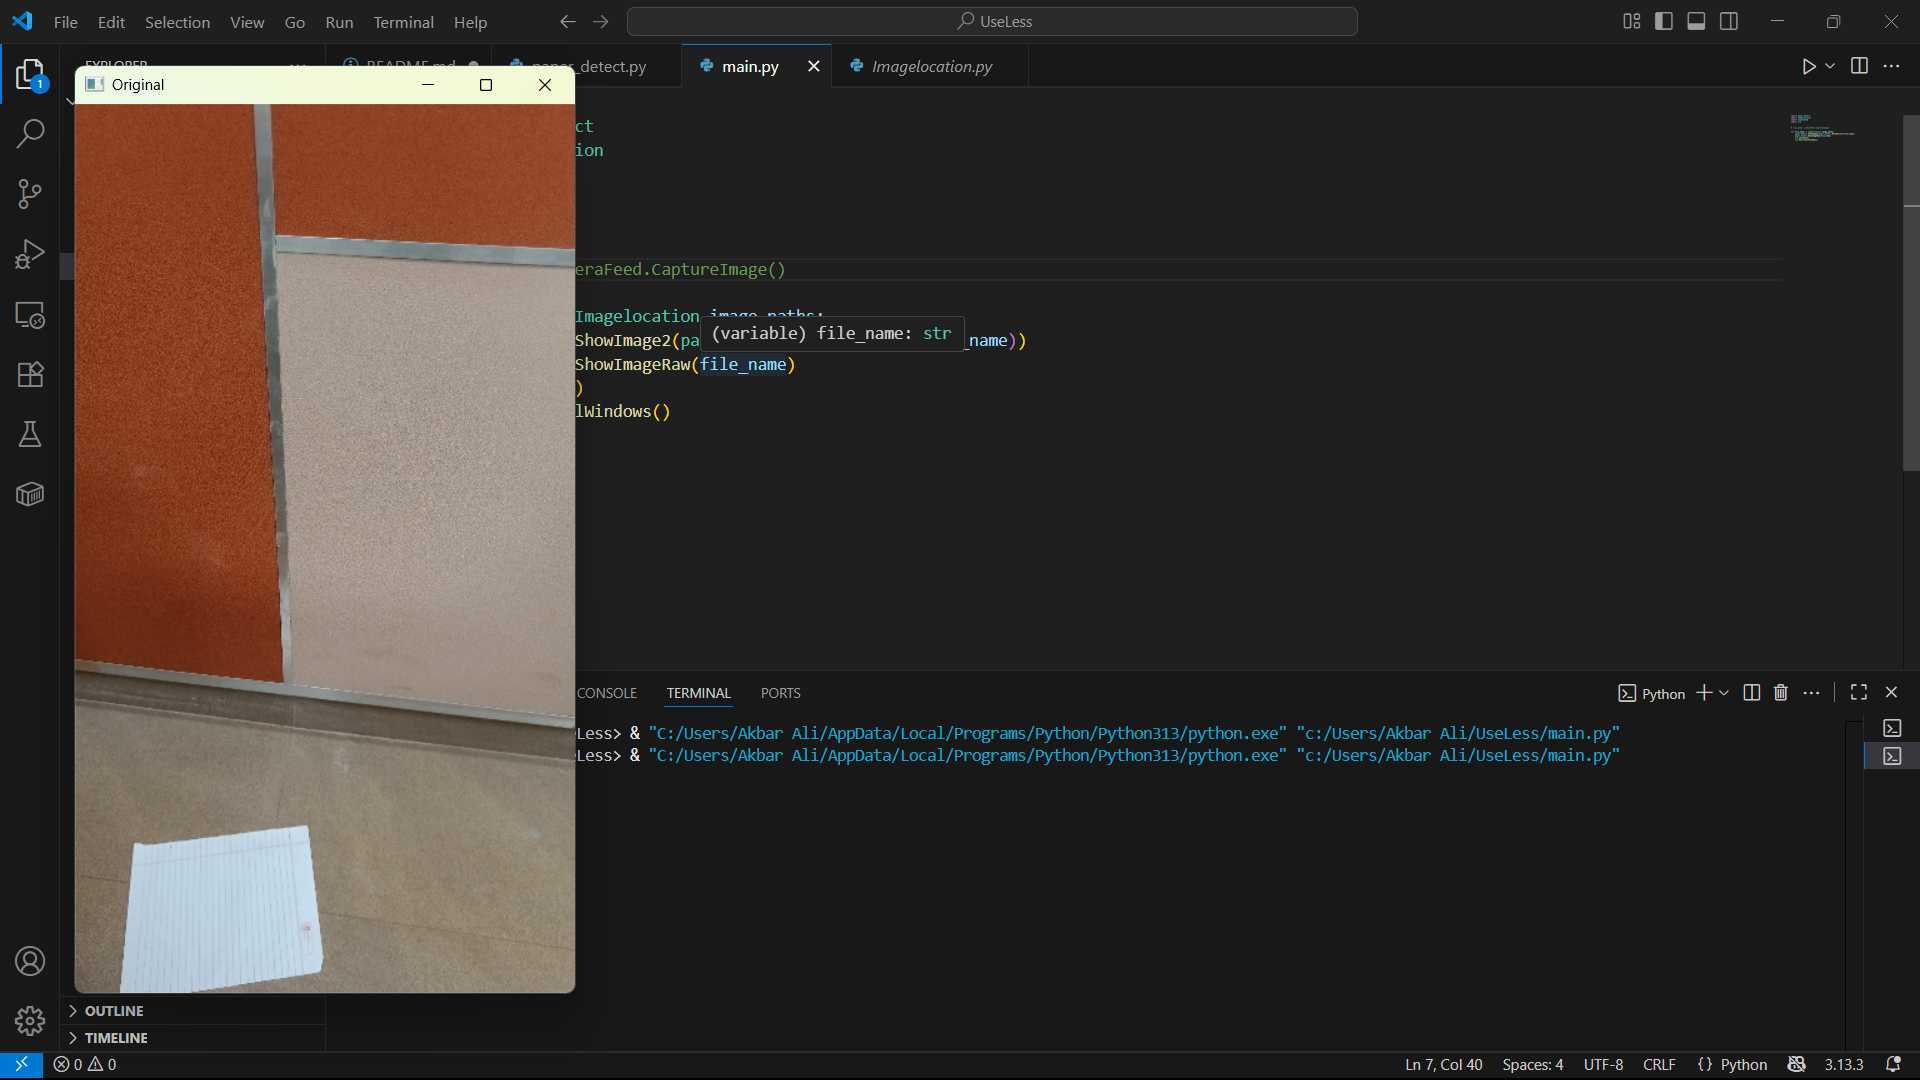 File Edit Selection View Go Run Terminal Help
UseLess
EXPLORER
README.md
paper_detect.py
main.py
Imagelocation.py
1
Original
ct
ion
eraFeed.CaptureImage()
Imagelocation.image_paths:
(variable) file_name: str
ShowImage2(pa
_name))
ShowImageRaw(file_name)
)
lWindows()
CONSOLE
TERMINAL
PORTS
Python
Less> & "C:/Users/Akbar Ali/AppData/Local/Programs/Python/Python313/python.exe" "c:/Users/Akbar Ali/UseLess/main.py"
Less> & "C:/Users/Akbar Ali/AppData/Local/Programs/Python/Python313/python.exe" "c:/Users/Akbar Ali/UseLess/main.py"
OUTLINE
TIMELINE
0 0
Ln 7, Col 40
Spaces: 4
UTF-8
CRLF
{} Python
3.13.3